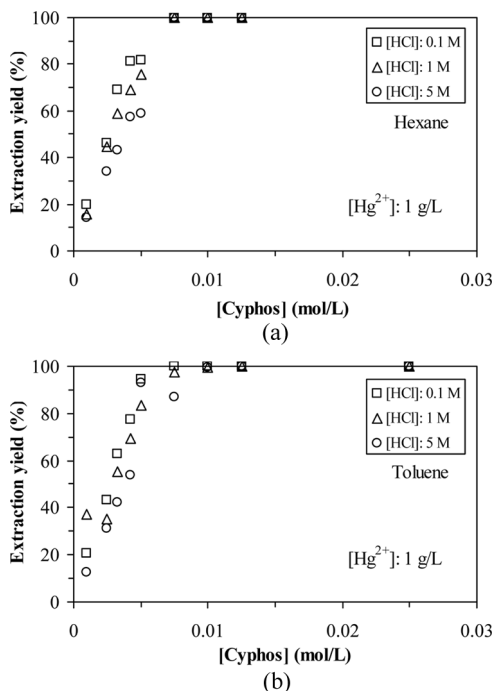 100
80
60
40
20
0
Extraction yield (%)
[HCl]: 0.1 M
[HCl]: 1 M
[HCl]: 5 M
Hexane
[Hg²⁺]: 1 g/L
0 0.01 0.02 0.03
[Cyphos] (mol/L)
(a)
100
80
60
40
20
0
Extraction yield (%)
[HCl]: 0.1 M
[HCl]: 1 M
[HCl]: 5 M
Toluene
[Hg²⁺]: 1 g/L
0 0.01 0.02 0.03
[Cyphos] (mol/L)
(b)